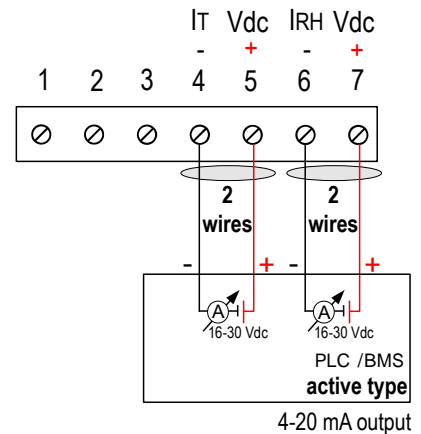 IT Vdc IRH Vdc
- + - +
1 2 3 4 5 6 7
2 2
wires wires
- + - +
A A
16-30 Vdc 16-30 Vdc
PLC /BMS
active type
4-20 mA output